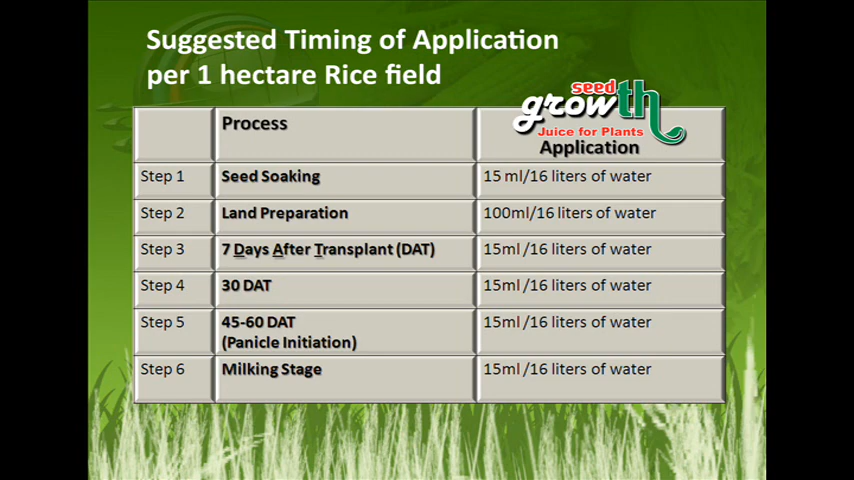 Suggested Timing of Application
per 1 hectare Rice field
seed
growth
Juice for Plants
Process
Application
Step 1 Seed Soaking 15 ml/16 liters of water
Step 2 Land Preparation 100ml/16 liters of water
Step 3 7 Days After Transplant (DAT) 15ml /16 liters of water
Step 4 30 DAT 15ml /16 liters of water
Step 5 45-60 DAT 15ml /16 liters of water
(Panicle Initiation)
Step 6 Milking Stage 15ml /16 liters of water